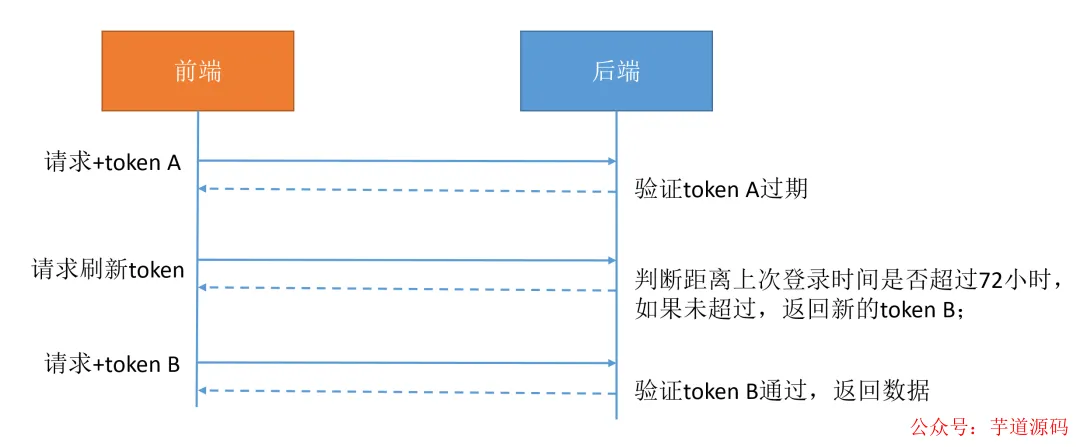 前端
后端
请求+token A
验证token A过期
请求刷新token
判断距离上次登录时间是否超过72小时，
如果未超过，返回新的token B；
请求+token B
验证token B通过，返回数据
公众号：芋道源码